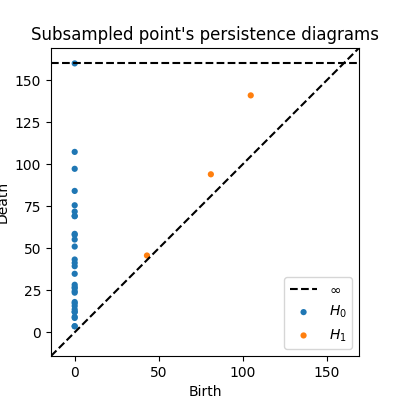 Subsampled point's persistence diagrams
150
125
100
75
50
25
0
Death
0 50 100 150
Birth
∞
H₀
H₁